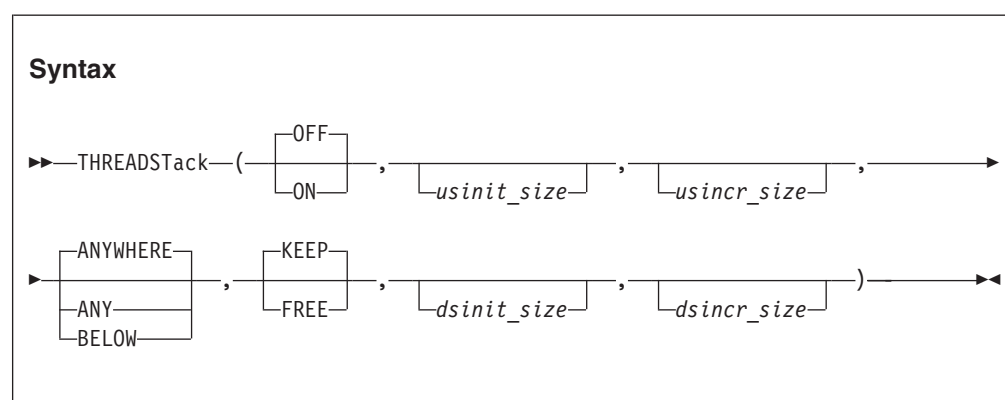 Syntax
OFF
THREADSTack ( ON , usinit_size , usincr_size ,
ANYWHERE KEEP
ANY , FREE , dsinit_size , dsincr_size )
BELOW